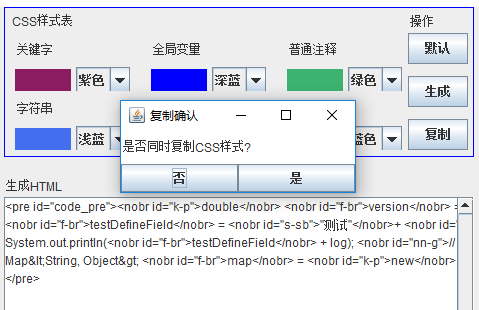 CSS样式表
操作
关键字
全局变量
普通注释
默认
紫色
深蓝
绿色
生成
字符串
复制确认
浅蓝
蓝色
复制
是否同时复制CSS样式?
否
是
生成HTML
<pre id="code_pre"><nobr id="k-p">double</nobr> <nobr id="f-br">version</nobr> =
<nobr id="f-br">testDefineField</nobr> = <nobr id="s-sb">"测试"</nobr>+ <nobr id="f-br">
System.out.println(<nobr id="f-br">testDefineField</nobr> + log); <nobr id="nn-g">//
Map&lt;String, Object&gt; <nobr id="f-br">map</nobr> = <nobr id="k-p">new</nobr>
</pre>